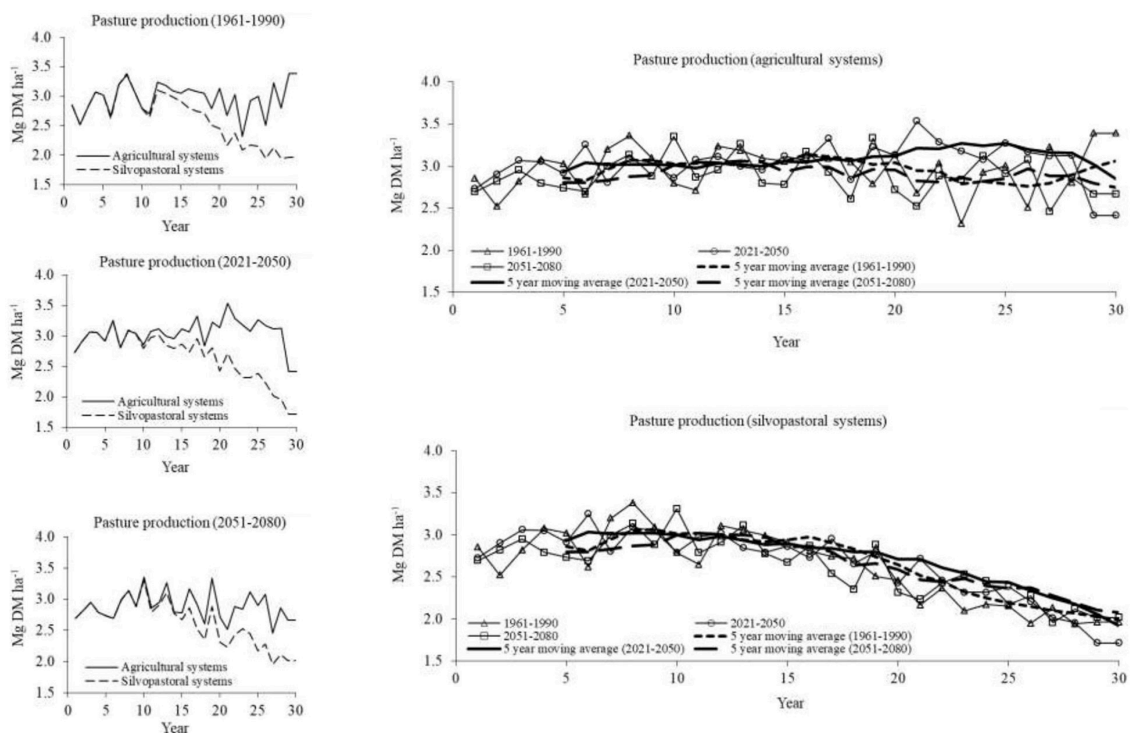 Pasture production (1961-1990)
Mg DM ha⁻¹
4.0
3.5
3.0
2.5
2.0
1.5
Agricultural systems
Silvopastoral systems
0 5 10 15 20 25 30
Year
Pasture production (2021-2050)
Mg DM ha⁻¹
4.0
3.5
3.0
2.5
2.0
1.5
Agricultural systems
Silvopastoral systems
0 5 10 15 20 25 30
Year
Pasture production (2051-2080)
Mg DM ha⁻¹
4.0
3.5
3.0
2.5
2.0
1.5
Agricultural systems
Silvopastoral systems
0 5 10 15 20 25 30
Year
Pasture production (agricultural systems)
Mg DM ha⁻¹
4.0
3.5
3.0
2.5
2.0
1.5
1961-1990 2021-2050
2051-2080 5 year moving average (1961-1990)
5 year moving average (2021-2050) 5 year moving average (2051-2080)
0 5 10 15 20 25 30
Year
Pasture production (silvopastoral systems)
Mg DM ha⁻¹
4.0
3.5
3.0
2.5
2.0
1.5
1961-1990 2021-2050
2051-2080 5 year moving average (1961-1990)
5 year moving average (2021-2050) 5 year moving average (2051-2080)
0 5 10 15 20 25 30
Year